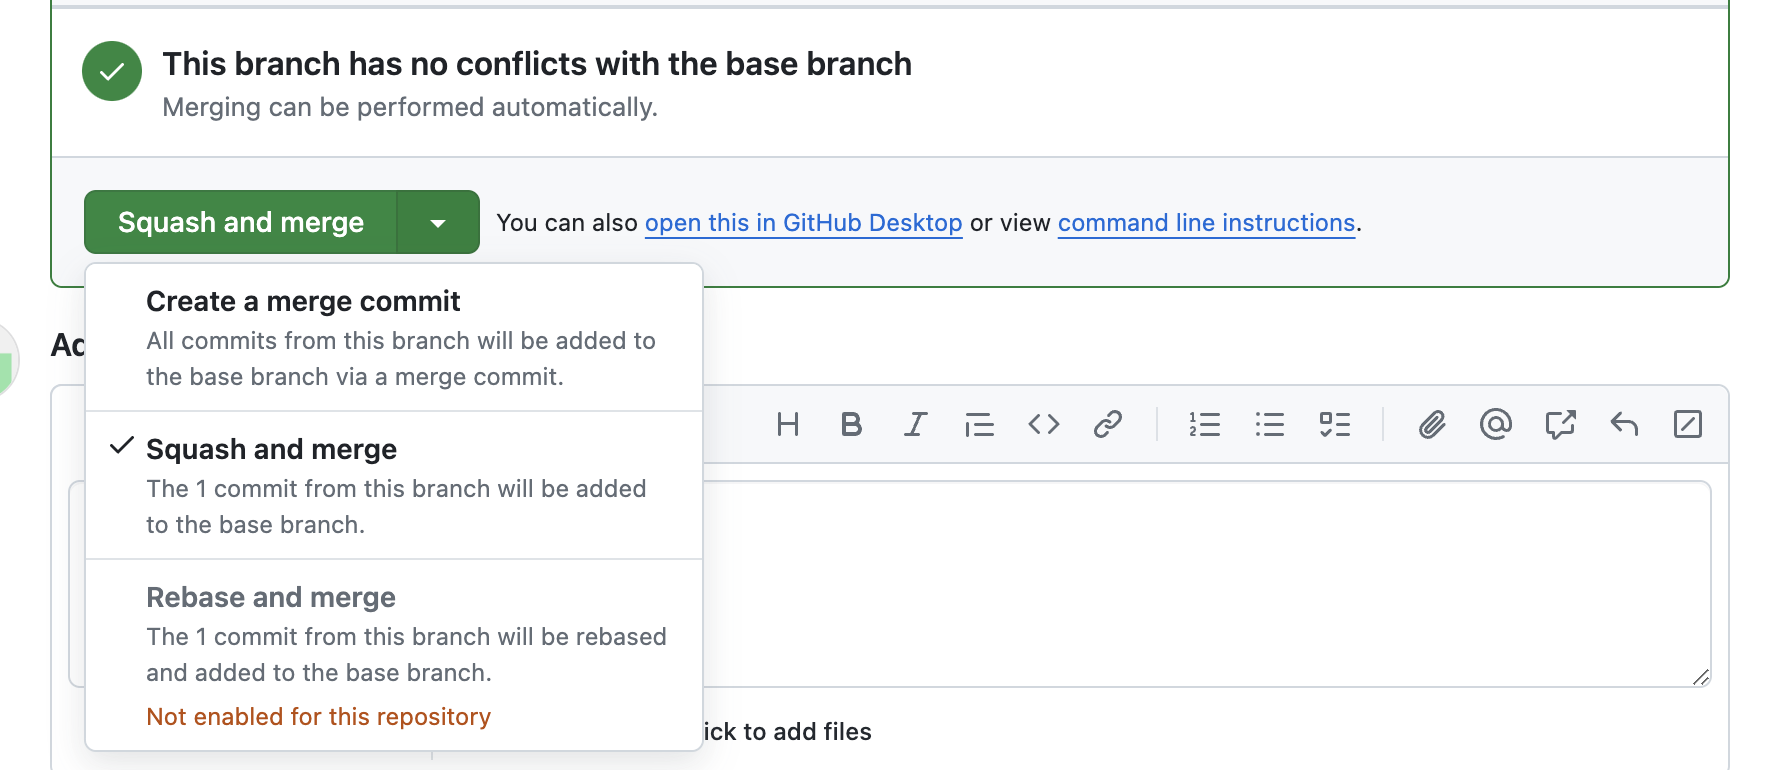 This branch has no conflicts with the base branch
Merging can be performed automatically.
Squash and merge
You can also open this in GitHub Desktop or view command line instructions.
Create a merge commit
All commits from this branch will be added to
the base branch via a merge commit.
Squash and merge
The 1 commit from this branch will be added
to the base branch.
Rebase and merge
The 1 commit from this branch will be rebased
and added to the base branch.
Not enabled for this repository
to add files